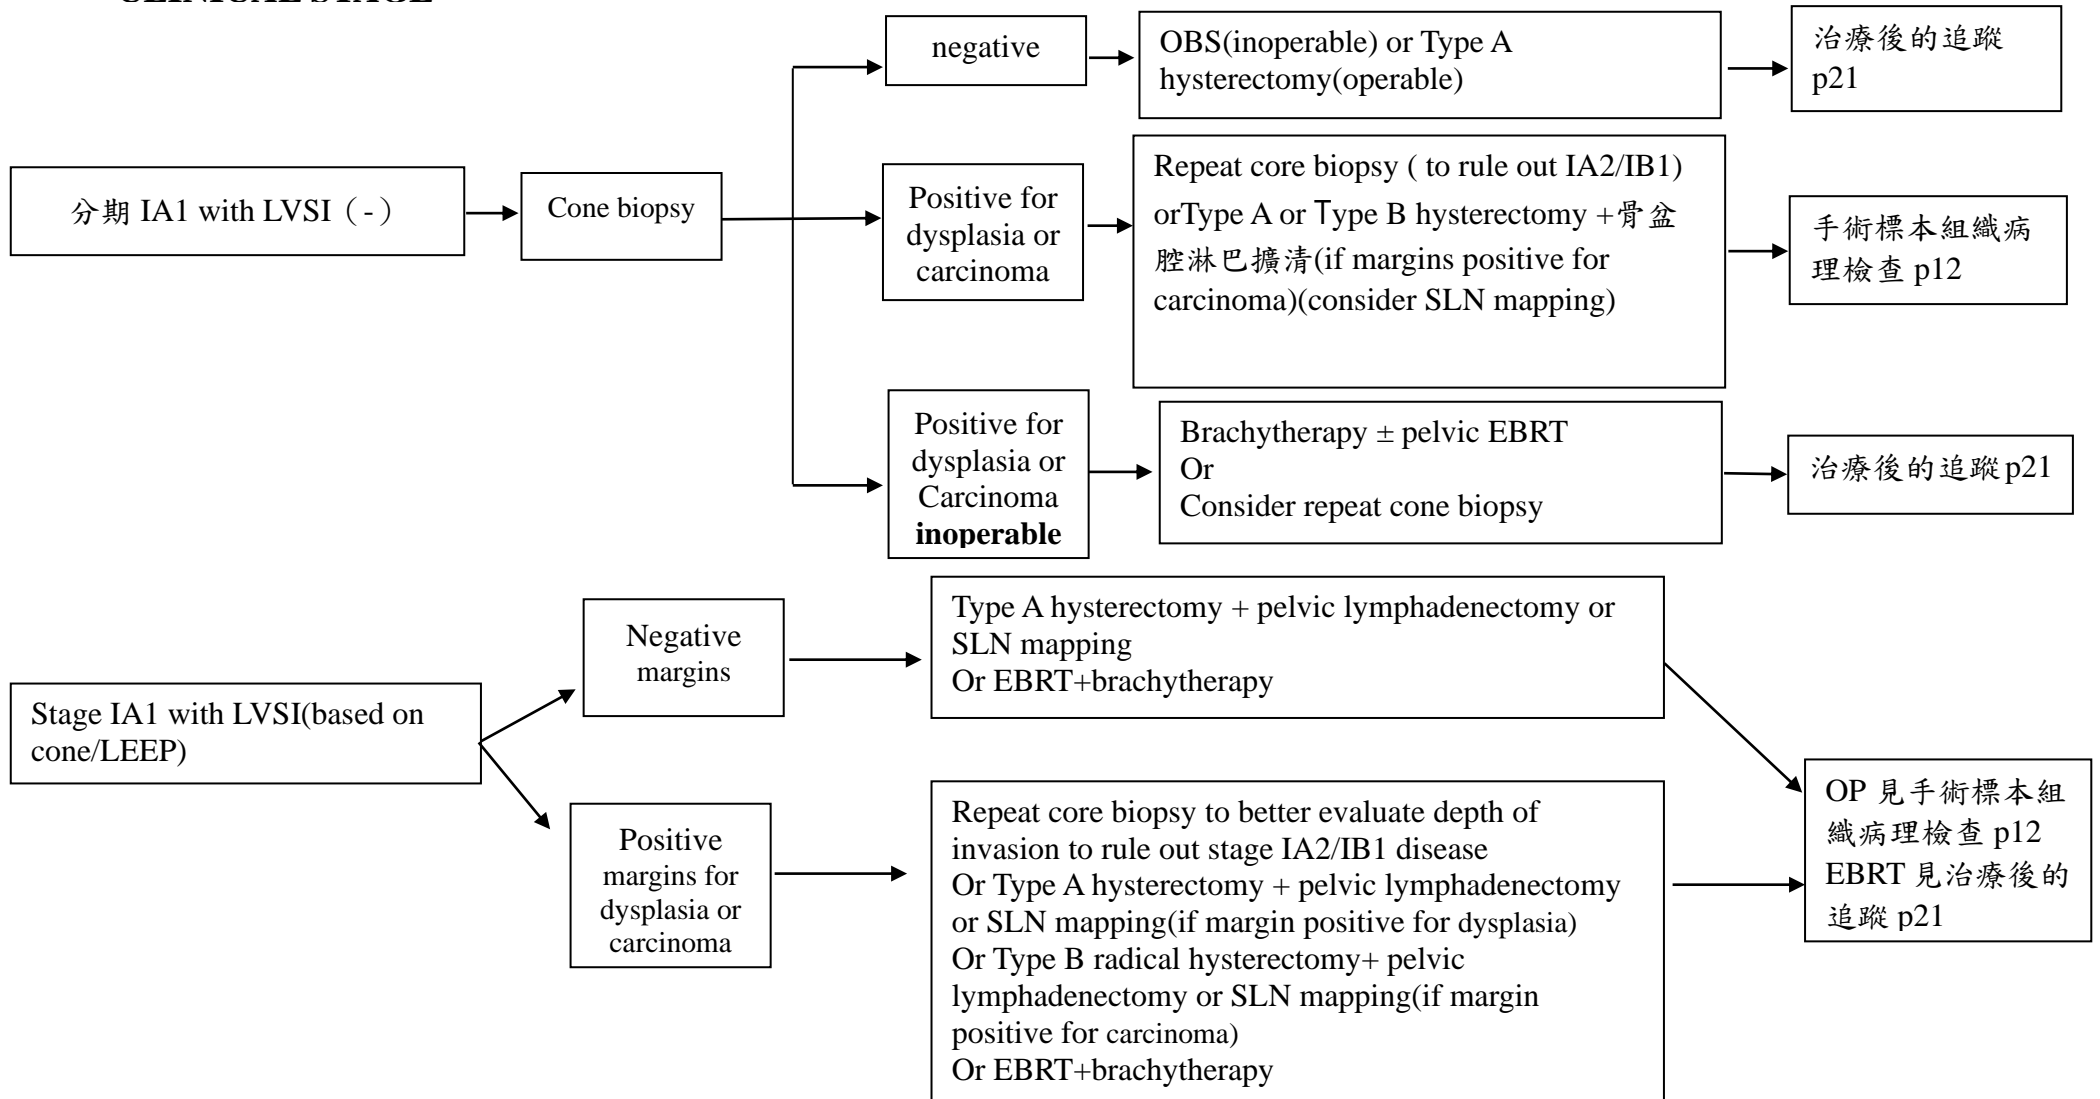 CLINICAL STAGE
negative
OBS(inoperable) or Type A
hysterectomy(operable)
治療後的追蹤
p21
分期 IA1 with LVSI（-）
Cone biopsy
Positive for
dysplasia or
carcinoma
Repeat core biopsy ( to rule out IA2/IB1)
orType A or Type B hysterectomy +骨盆
腔淋巴擴清(if margins positive for
carcinoma)(consider SLN mapping)
手術標本組織病
理檢查 p12
Positive for
dysplasia or
Carcinoma
inoperable
Brachytherapy ± pelvic EBRT
Or
Consider repeat cone biopsy
治療後的追蹤 p21
Stage IA1 with LVSI(based on
cone/LEEP)
Negative
margins
Type A hysterectomy + pelvic lymphadenectomy or
SLN mapping
Or EBRT+brachytherapy
Positive
margins for
dysplasia or
carcinoma
Repeat core biopsy to better evaluate depth of
invasion to rule out stage IA2/IB1 disease
Or Type A hysterectomy + pelvic lymphadenectomy
or SLN mapping(if margin positive for dysplasia)
Or Type B radical hysterectomy+ pelvic
lymphadenectomy or SLN mapping(if margin
positive for carcinoma)
Or EBRT+brachytherapy
OP 見手術標本組
織病理檢查 p12
EBRT 見治療後的
追蹤 p21